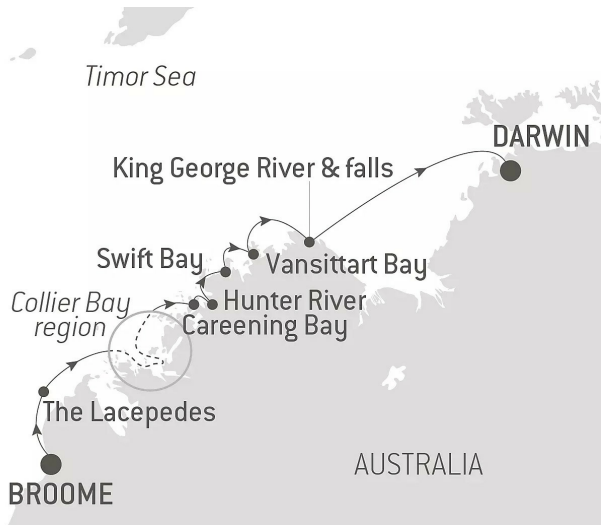 Timor Sea
DARWIN
King George River & falls
Swift Bay
Vansittart Bay
Collier Bay
region
Hunter River
Careening Bay
The Lacepedes
AUSTRALIA
BROOME